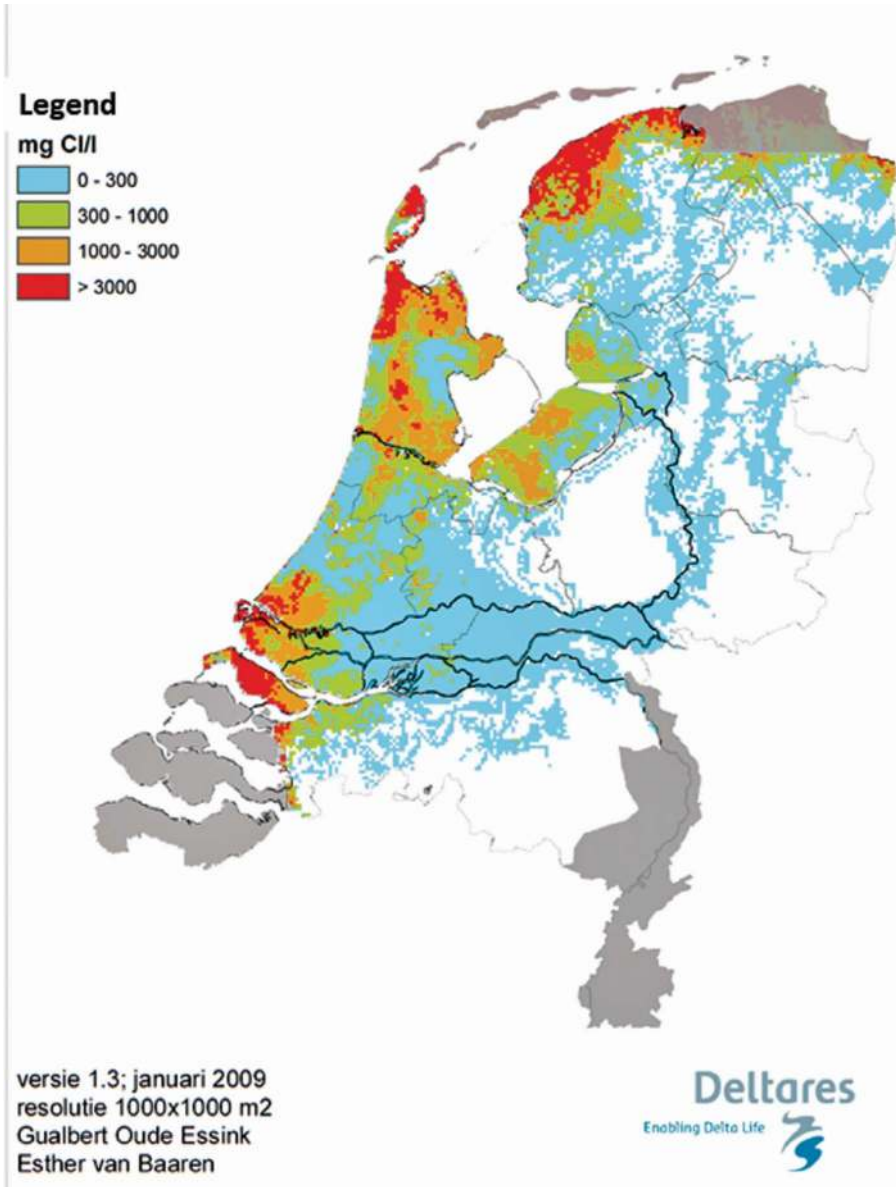 Legend
mg Cl/l
0 - 300
300 - 1000
1000 - 3000
> 3000
versie 1.3; januari 2009
resolutie 1000x1000 m2
Gualbert Oude Essink
Esther van Baaren
Deltares
Enabling Delta Life